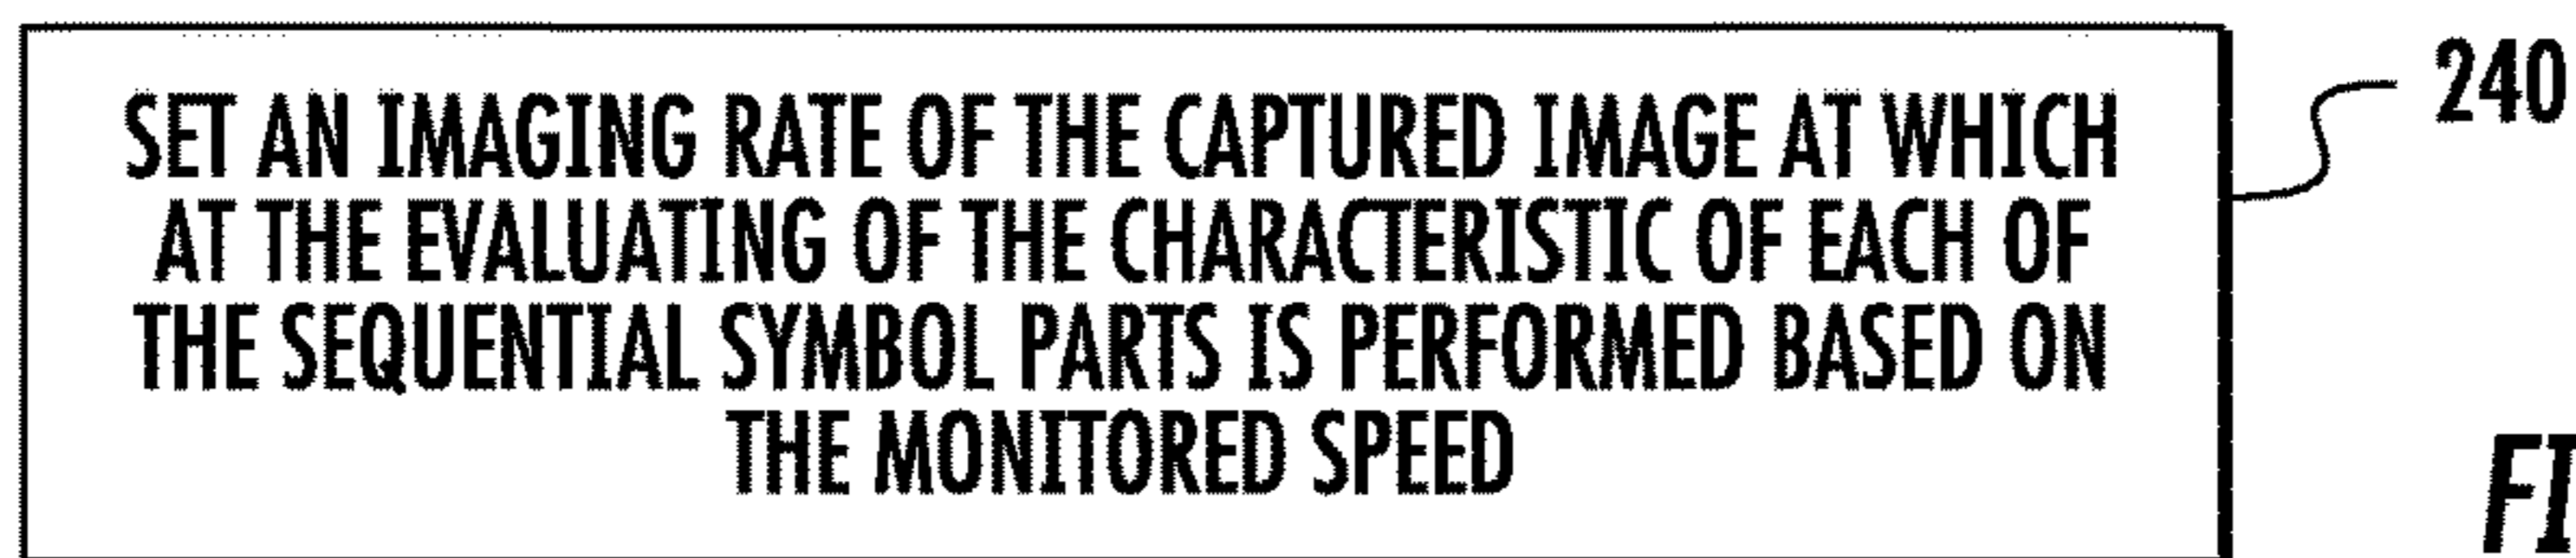 SET AN IMAGING RATE OF THE CAPTURED IMAGE AT WHICH
AT THE EVALUATING OF THE CHARACTERISTIC OF EACH OF
THE SEQUENTIAL SYMBOL PARTS IS PERFORMED BASED ON
THE MONITORED SPEED
240